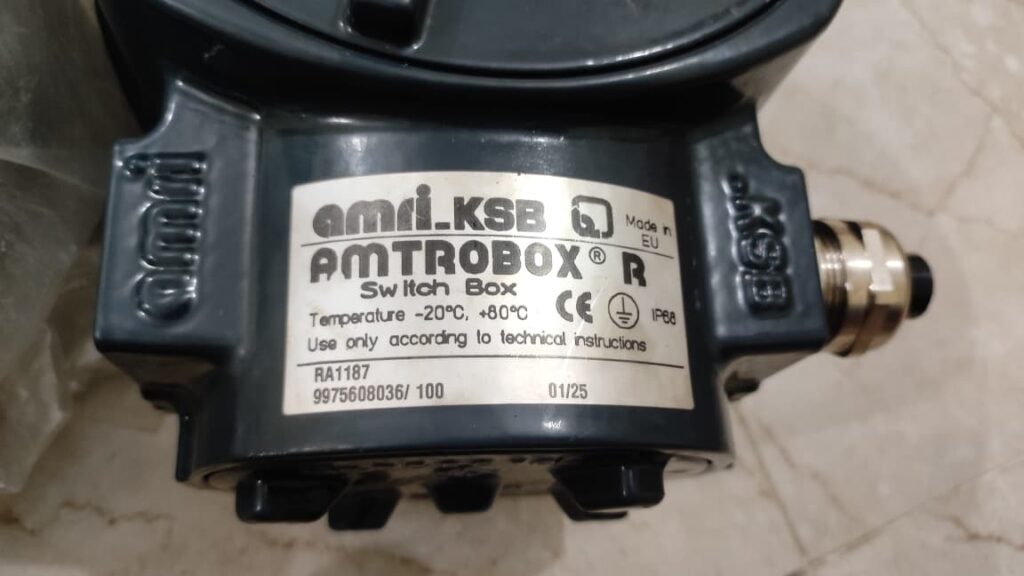 amri
amri-KSB
Made in
EU
AMTROBOX® R
Switch Box
Temperature -20°C, +80°C
CE
IP68
Use only according to technical instructions
RA1187
9975608036/ 100
01/25
KSB